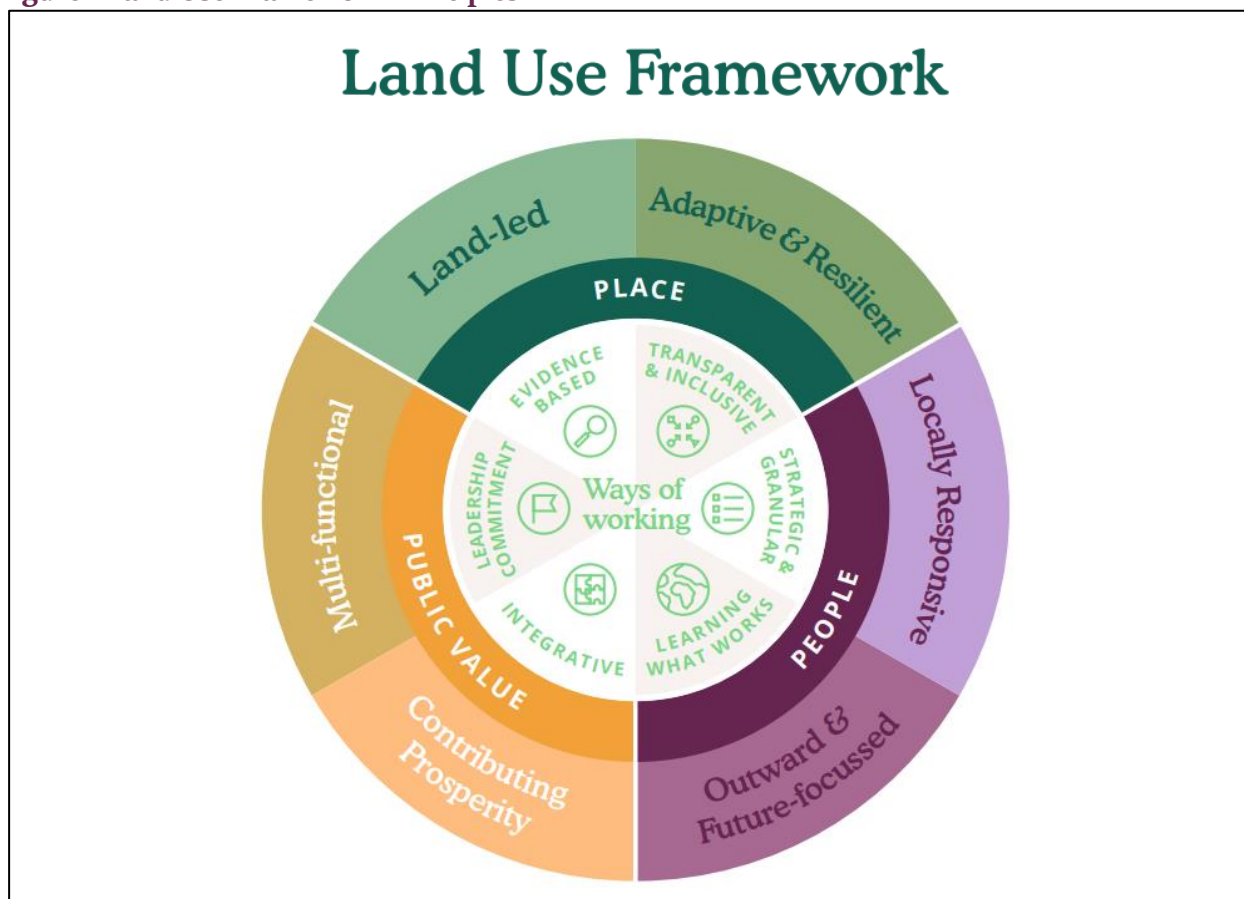 Land Use Framework
Land-led
Adaptive & Resilient
PLACE
EVIDENCE
BASED
TRANSPARENT
& INCLUSIVE
Locally Responsive
Multi-functional
LEADERSHIP
COMMITMENT
Ways of
working
STRATEGIC &
GRANULAR
PUBLIC VALUE
INTEGRATIVE
LEARNING
WHAT WORKS
PEOPLE
Contributing
Prosperity
Outward &
Future-focussed